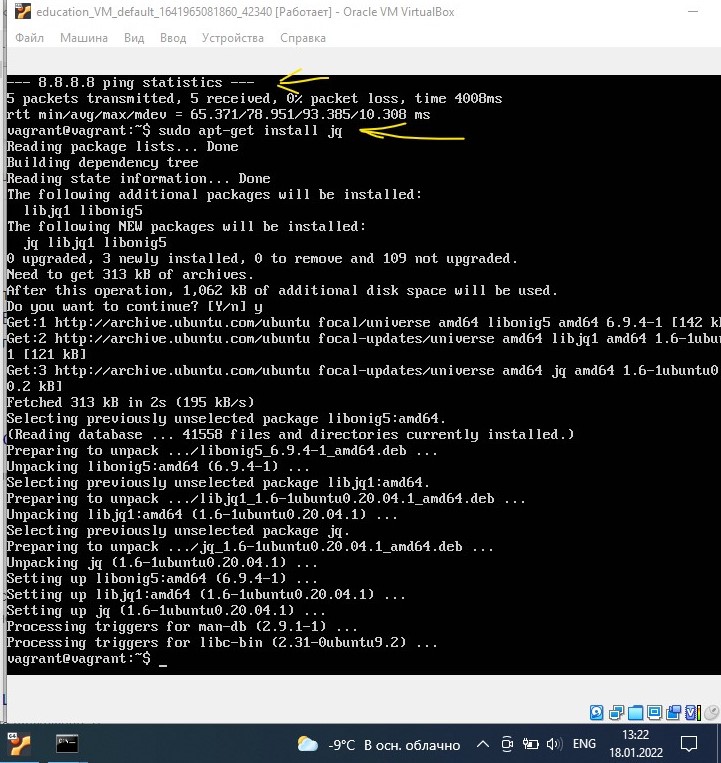 education_VM_default_1641965081860_42340 [Работает] - Oracle VM VirtualBox
Файл Машина Вид Ввод Устройства Справка
--- 8.8.8.8 ping statistics ---
5 packets transmitted, 5 received, 0% packet loss, time 4008ms
rtt min/avg/max/mdev = 65.371/78.951/93.385/10.308 ms
vagrant@vagrant:~$ sudo apt-get install jq
Reading package lists... Done
Building dependency tree
Reading state information... Done
The following additional packages will be installed:
  libjq1 libonig5
The following NEW packages will be installed:
  jq libjq1 libonig5
0 upgraded, 3 newly installed, 0 to remove and 109 not upgraded.
Need to get 313 kB of archives.
After this operation, 1,062 kB of additional disk space will be used.
Do you want to continue? [Y/n] y
Get:1 http://archive.ubuntu.com/ubuntu focal/universe amd64 libonig5 amd64 6.9.4-1 [142 k
Get:2 http://archive.ubuntu.com/ubuntu focal-updates/universe amd64 libjq1 amd64 1.6-1ubu
1 [121 kB]
Get:3 http://archive.ubuntu.com/ubuntu focal-updates/universe amd64 jq amd64 1.6-1ubuntu0
0.2 kB]
Fetched 313 kB in 2s (195 kB/s)
Selecting previously unselected package libonig5:amd64.
(Reading database ... 41558 files and directories currently installed.)
Preparing to unpack .../libonig5_6.9.4-1_amd64.deb ...
Unpacking libonig5:amd64 (6.9.4-1) ...
Selecting previously unselected package libjq1:amd64.
Preparing to unpack .../libjq1_1.6-1ubuntu0.20.04.1_amd64.deb ...
Unpacking libjq1:amd64 (1.6-1ubuntu0.20.04.1) ...
Selecting previously unselected package jq.
Preparing to unpack .../jq_1.6-1ubuntu0.20.04.1_amd64.deb ...
Unpacking jq (1.6-1ubuntu0.20.04.1) ...
Setting up libonig5:amd64 (6.9.4-1) ...
Setting up libjq1:amd64 (1.6-1ubuntu0.20.04.1) ...
Setting up jq (1.6-1ubuntu0.20.04.1) ...
Processing triggers for man-db (2.9.1-1) ...
Processing triggers for libc-bin (2.31-0ubuntu9.2) ...
vagrant@vagrant:~$ _
-9°C В осн. облачно ENG 13:22
18.01.2022